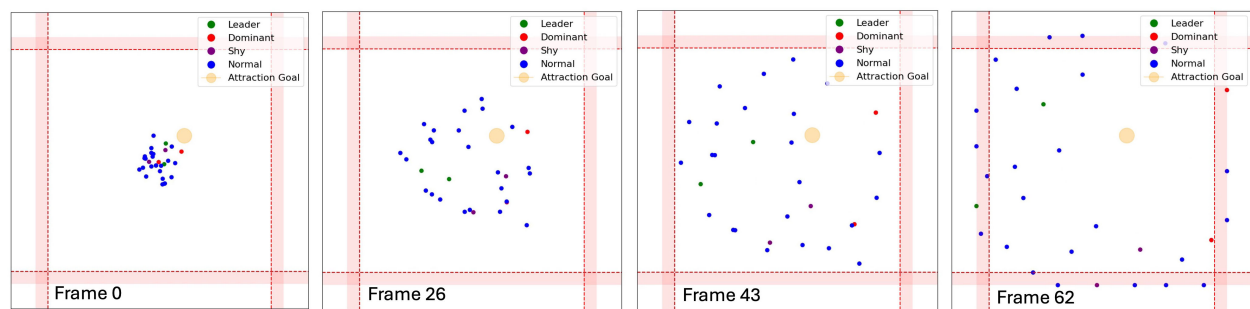 Leader
Dominant
Shy
Normal
Attraction Goal
Frame 0
Leader
Dominant
Shy
Normal
Attraction Goal
Frame 26
Leader
Dominant
Shy
Normal
Attraction Goal
Frame 43
Leader
Dominant
Shy
Normal
Attraction Goal
Frame 62